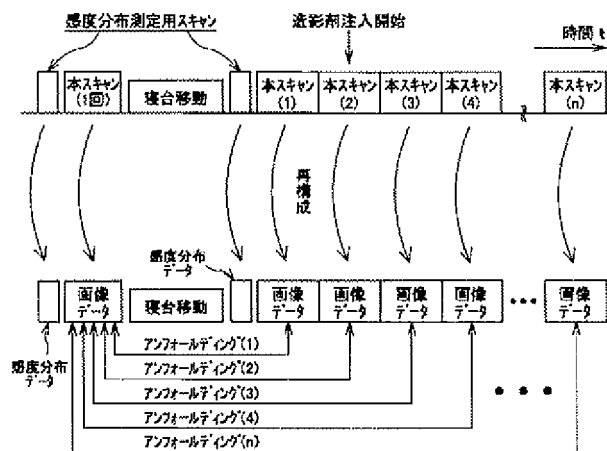 感度分布測定用スキャン
造影剤注入開始
時間 t
本スキャン
(1回)
寝台移動
本スキャン
(1)
本スキャン
(2)
本スキャン
(3)
本スキャン
(4)
本スキャン
(n)
再構成
感度分布
データ
画像
データ
寝台移動
画像
データ
画像
データ
画像
データ
画像
データ
画像
データ
感度分布
データ
アンフォールディング(1)
アンフォールディング(2)
アンフォールディング(3)
アンフォールディング(4)
アンフォールディング(n)